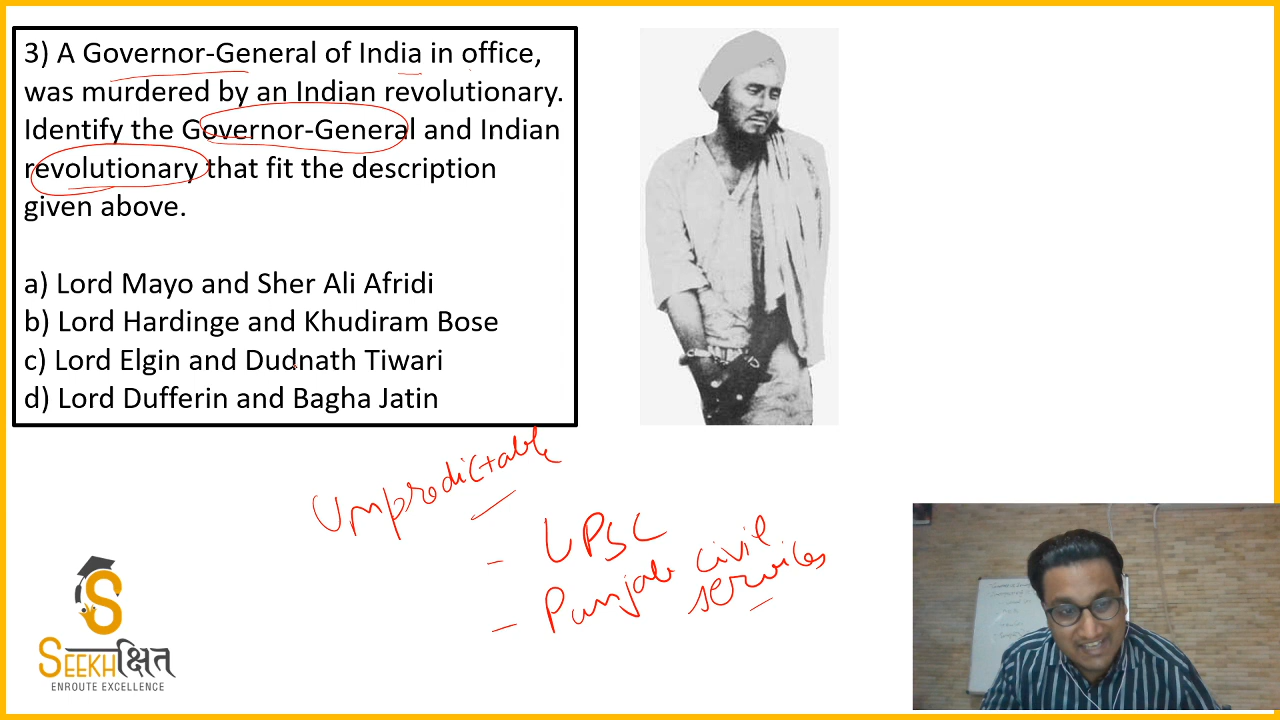 3) A Governor-General of India in office,
was murdered by an Indian revolutionary.
Identify the Governor-General and Indian
revolutionary that fit the description
given above.
a) Lord Mayo and Sher Ali Afridi
b) Lord Hardinge and Khudiram Bose
c) Lord Elgin and Dudnath Tiwari
d) Lord Dufferin and Bagha Jatin
Unpredictable
- UPSC
- Punjab civil
services
S
SEEKHक्षित
ENROUTE EXCELLENCE